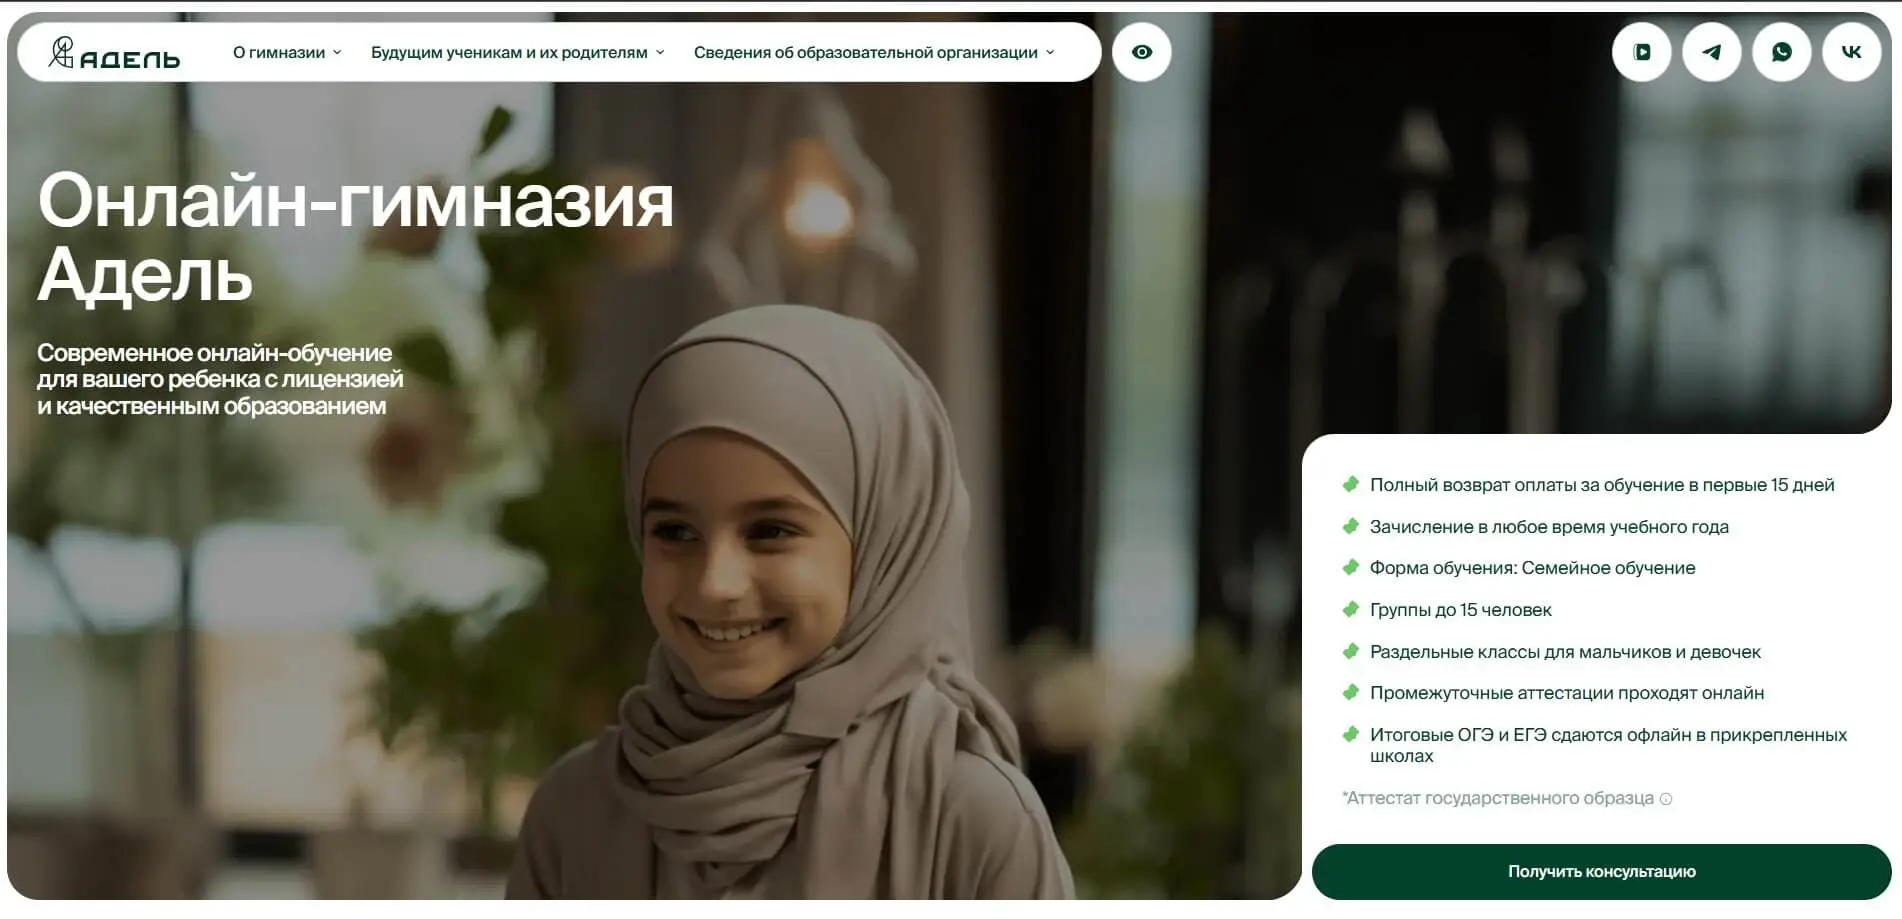 АДЕЛЬ
О гимназии
Будущим ученикам и их родителям
Сведения об образовательной организации
Онлайн-гимназия
Адель
Современное онлайн-обучение
для вашего ребенка с лицензией
и качественным образованием
Полный возврат оплаты за обучение в первые 15 дней
Зачисление в любое время учебного года
Форма обучения: Семейное обучение
Группы до 15 человек
Раздельные классы для мальчиков и девочек
Промежуточные аттестации проходят онлайн
Итоговые ОГЭ и ЕГЭ сдаются офлайн в прикрепленных
школах
*Аттестат государственного образца
Получить консультацию